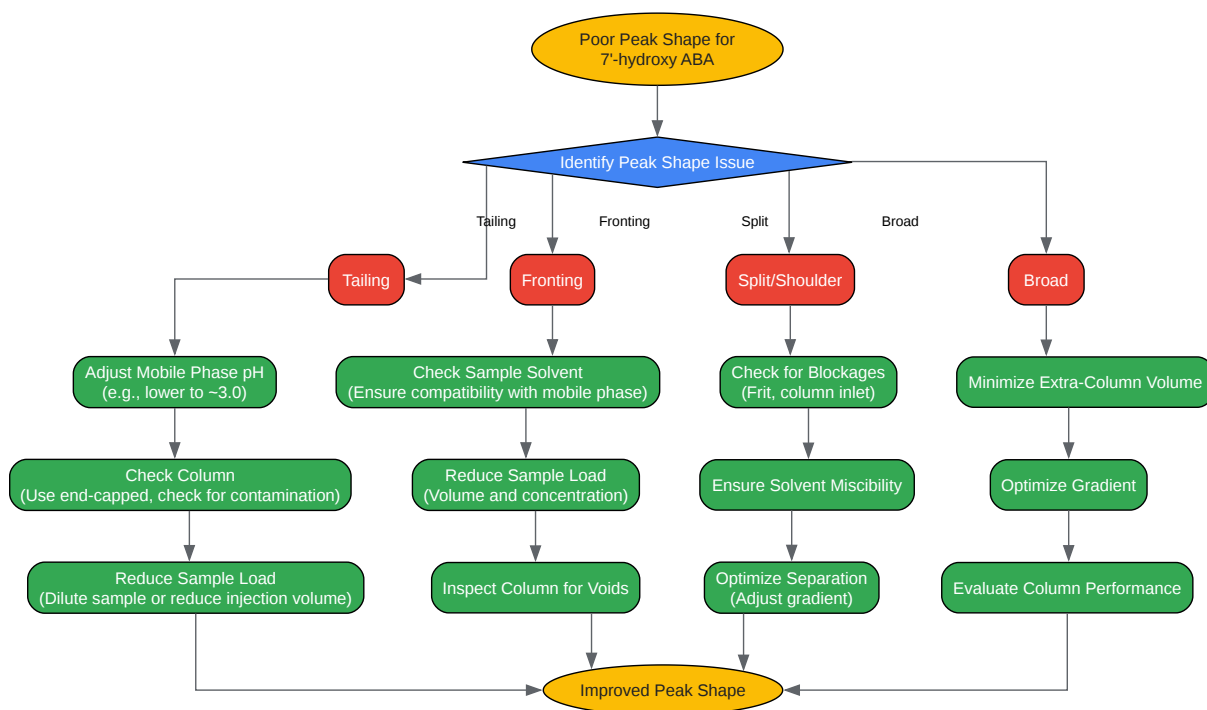 Poor Peak Shape for
7'-hydroxy ABA
Identify Peak Shape Issue
Tailing
Fronting
Split
Broad
Tailing
Fronting
Split/Shoulder
Broad
Adjust Mobile Phase pH
(e.g., lower to ~3.0)
Check Sample Solvent
(Ensure compatibility with mobile phase)
Check for Blockages
(Frit, column inlet)
Minimize Extra-Column Volume
Check Column
(Use end-capped, check for contamination)
Reduce Sample Load
(Volume and concentration)
Ensure Solvent Miscibility
Optimize Gradient
Reduce Sample Load
(Dilute sample or reduce injection volume)
Inspect Column for Voids
Optimize Separation
(Adjust gradient)
Evaluate Column Performance
Improved Peak Shape